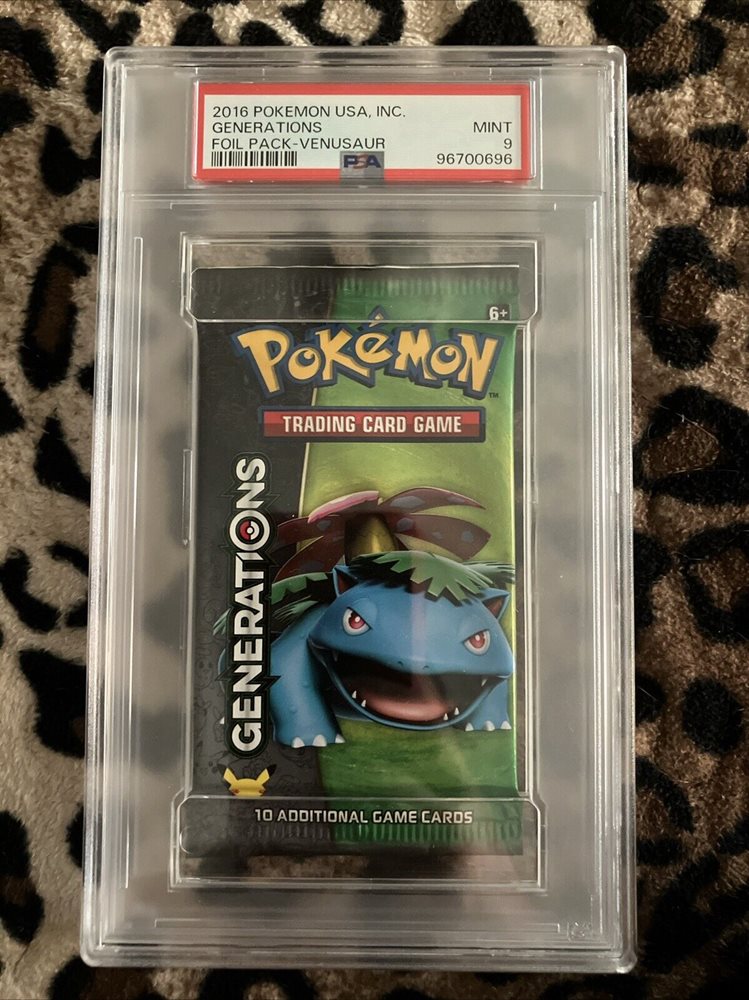 2016 POKEMON USA, INC.
GENERATIONS MINT
FOIL PACK-VENUSAUR 9
PSA 96700696
6+
POKéMON
TM
TRADING CARD GAME
GENERATIONS
10 ADDITIONAL GAME CARDS